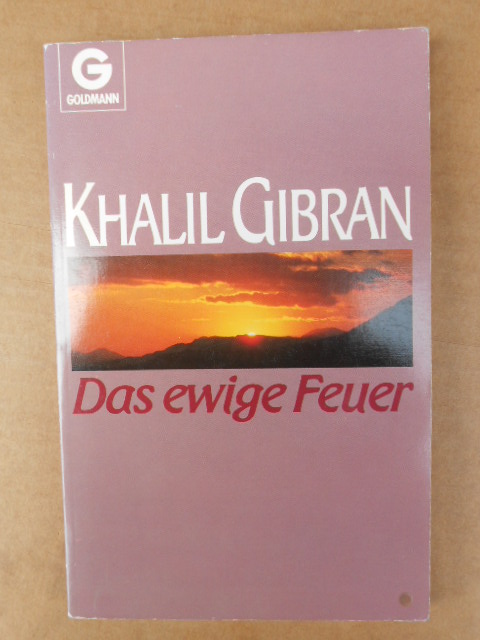 G
GOLDMANN
KHALIL GIBRAN
Das ewige Feuer